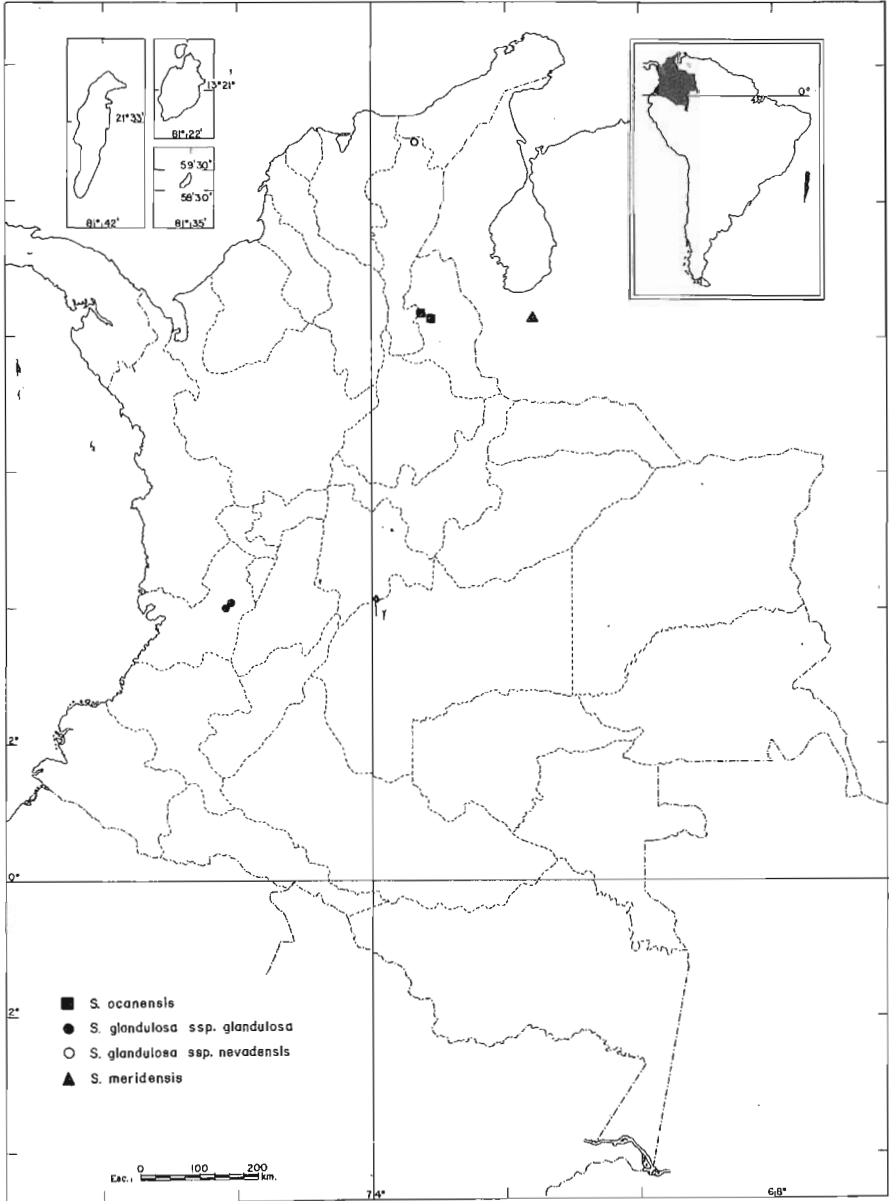 21°33'
81°,42'
13°21'
81°,22'
59'30"
58'30"
81°,35'
0°
2°
0°
2°
S. ocanensis
S. glandulosa ssp. glandulosa
S. glandulosa ssp. nevadensis
S. meridensis
Esc.: 0 100 200 km.
74°
68°